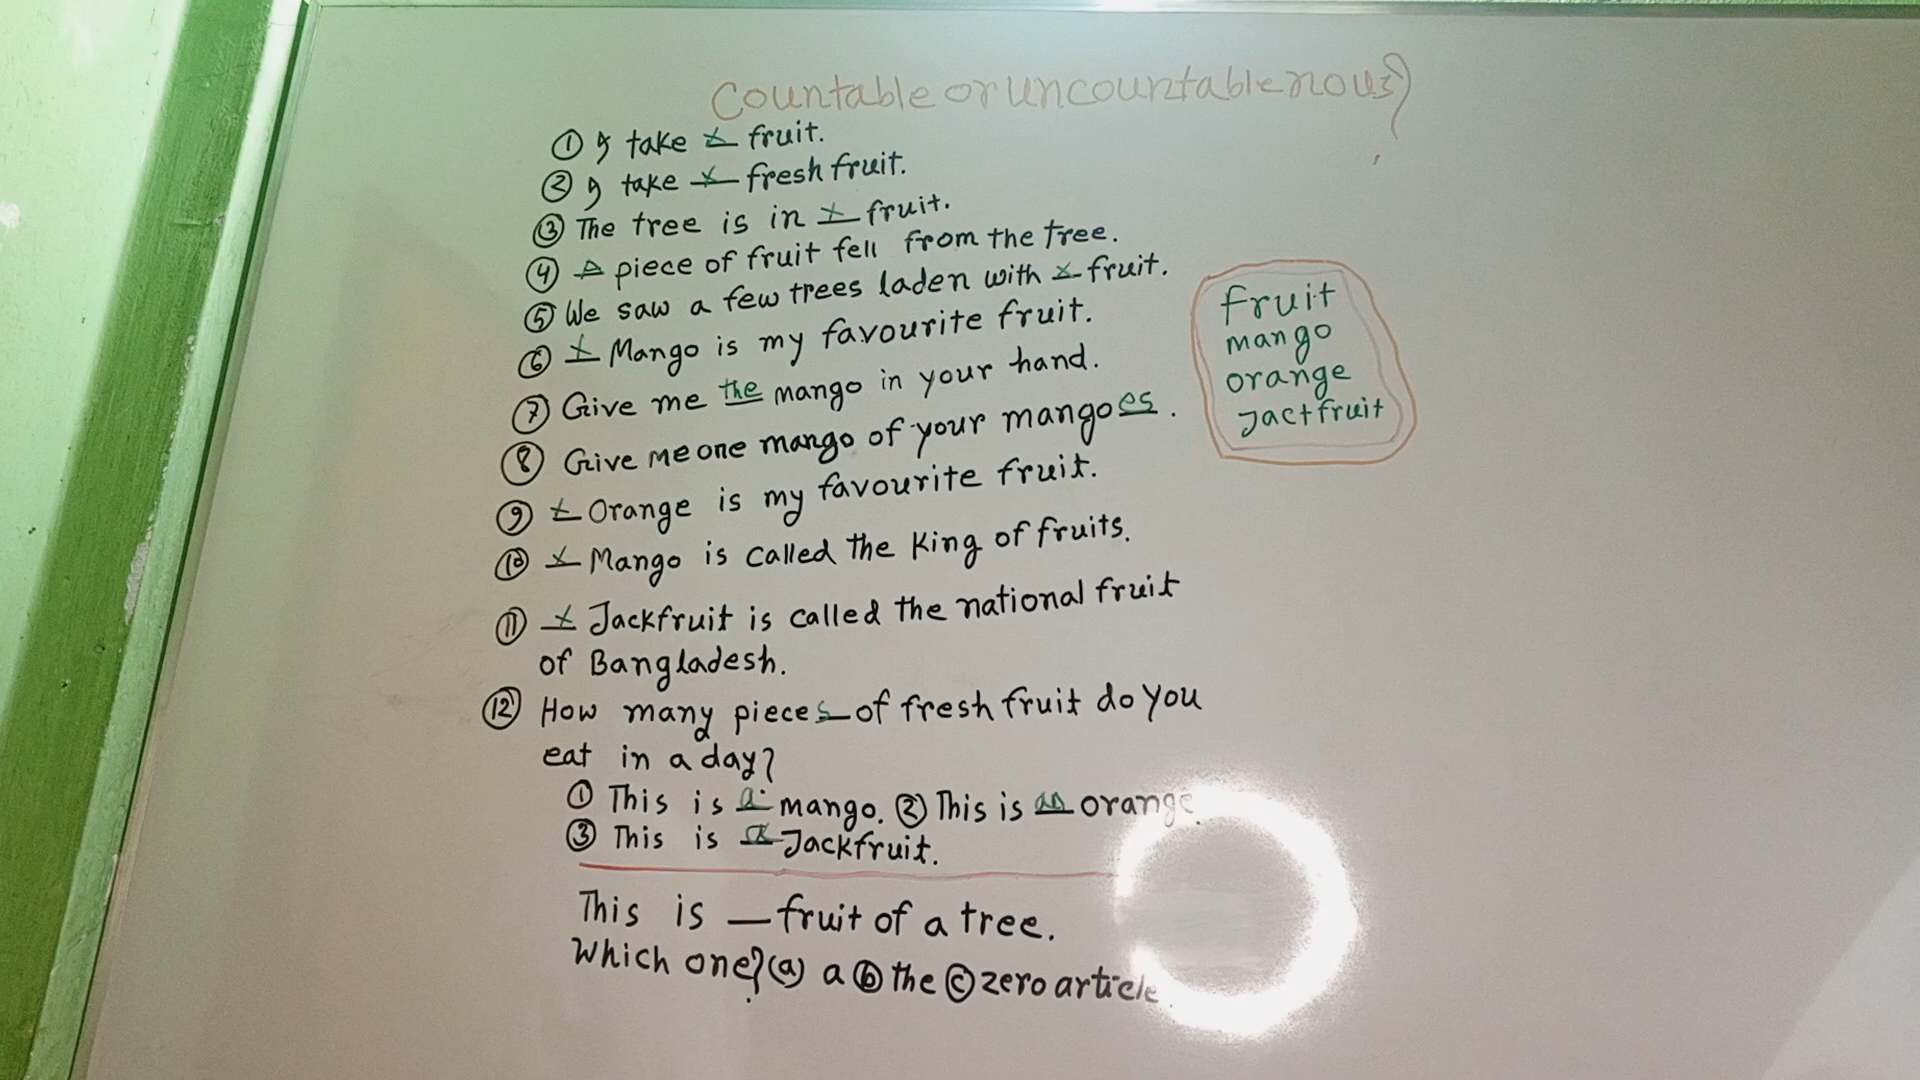 Countable or uncountable nous?
① I take × fruit.
② I take × fresh fruit.
③ The tree is in × fruit.
④ A piece of fruit fell from the tree.
⑤ We saw a few trees laden with × fruit.
⑥ × Mango is my favourite fruit.
⑦ Give me the mango in your hand.
⑧ Give me one mango of your mangoes.
⑨ × Orange is my favourite fruit.
⑩ × Mango is called the King of fruits.
⑪ × Jackfruit is called the national fruit
of Bangladesh.
⑫ How many pieces of fresh fruit do you
eat in a day?
① This is a mango. ② This is an orange.
③ This is a Jackfruit.
This is — fruit of a tree.
Which one? (a) a ⓑ the ⓒ zero article.
fruit
mango
orange
Jactfruit